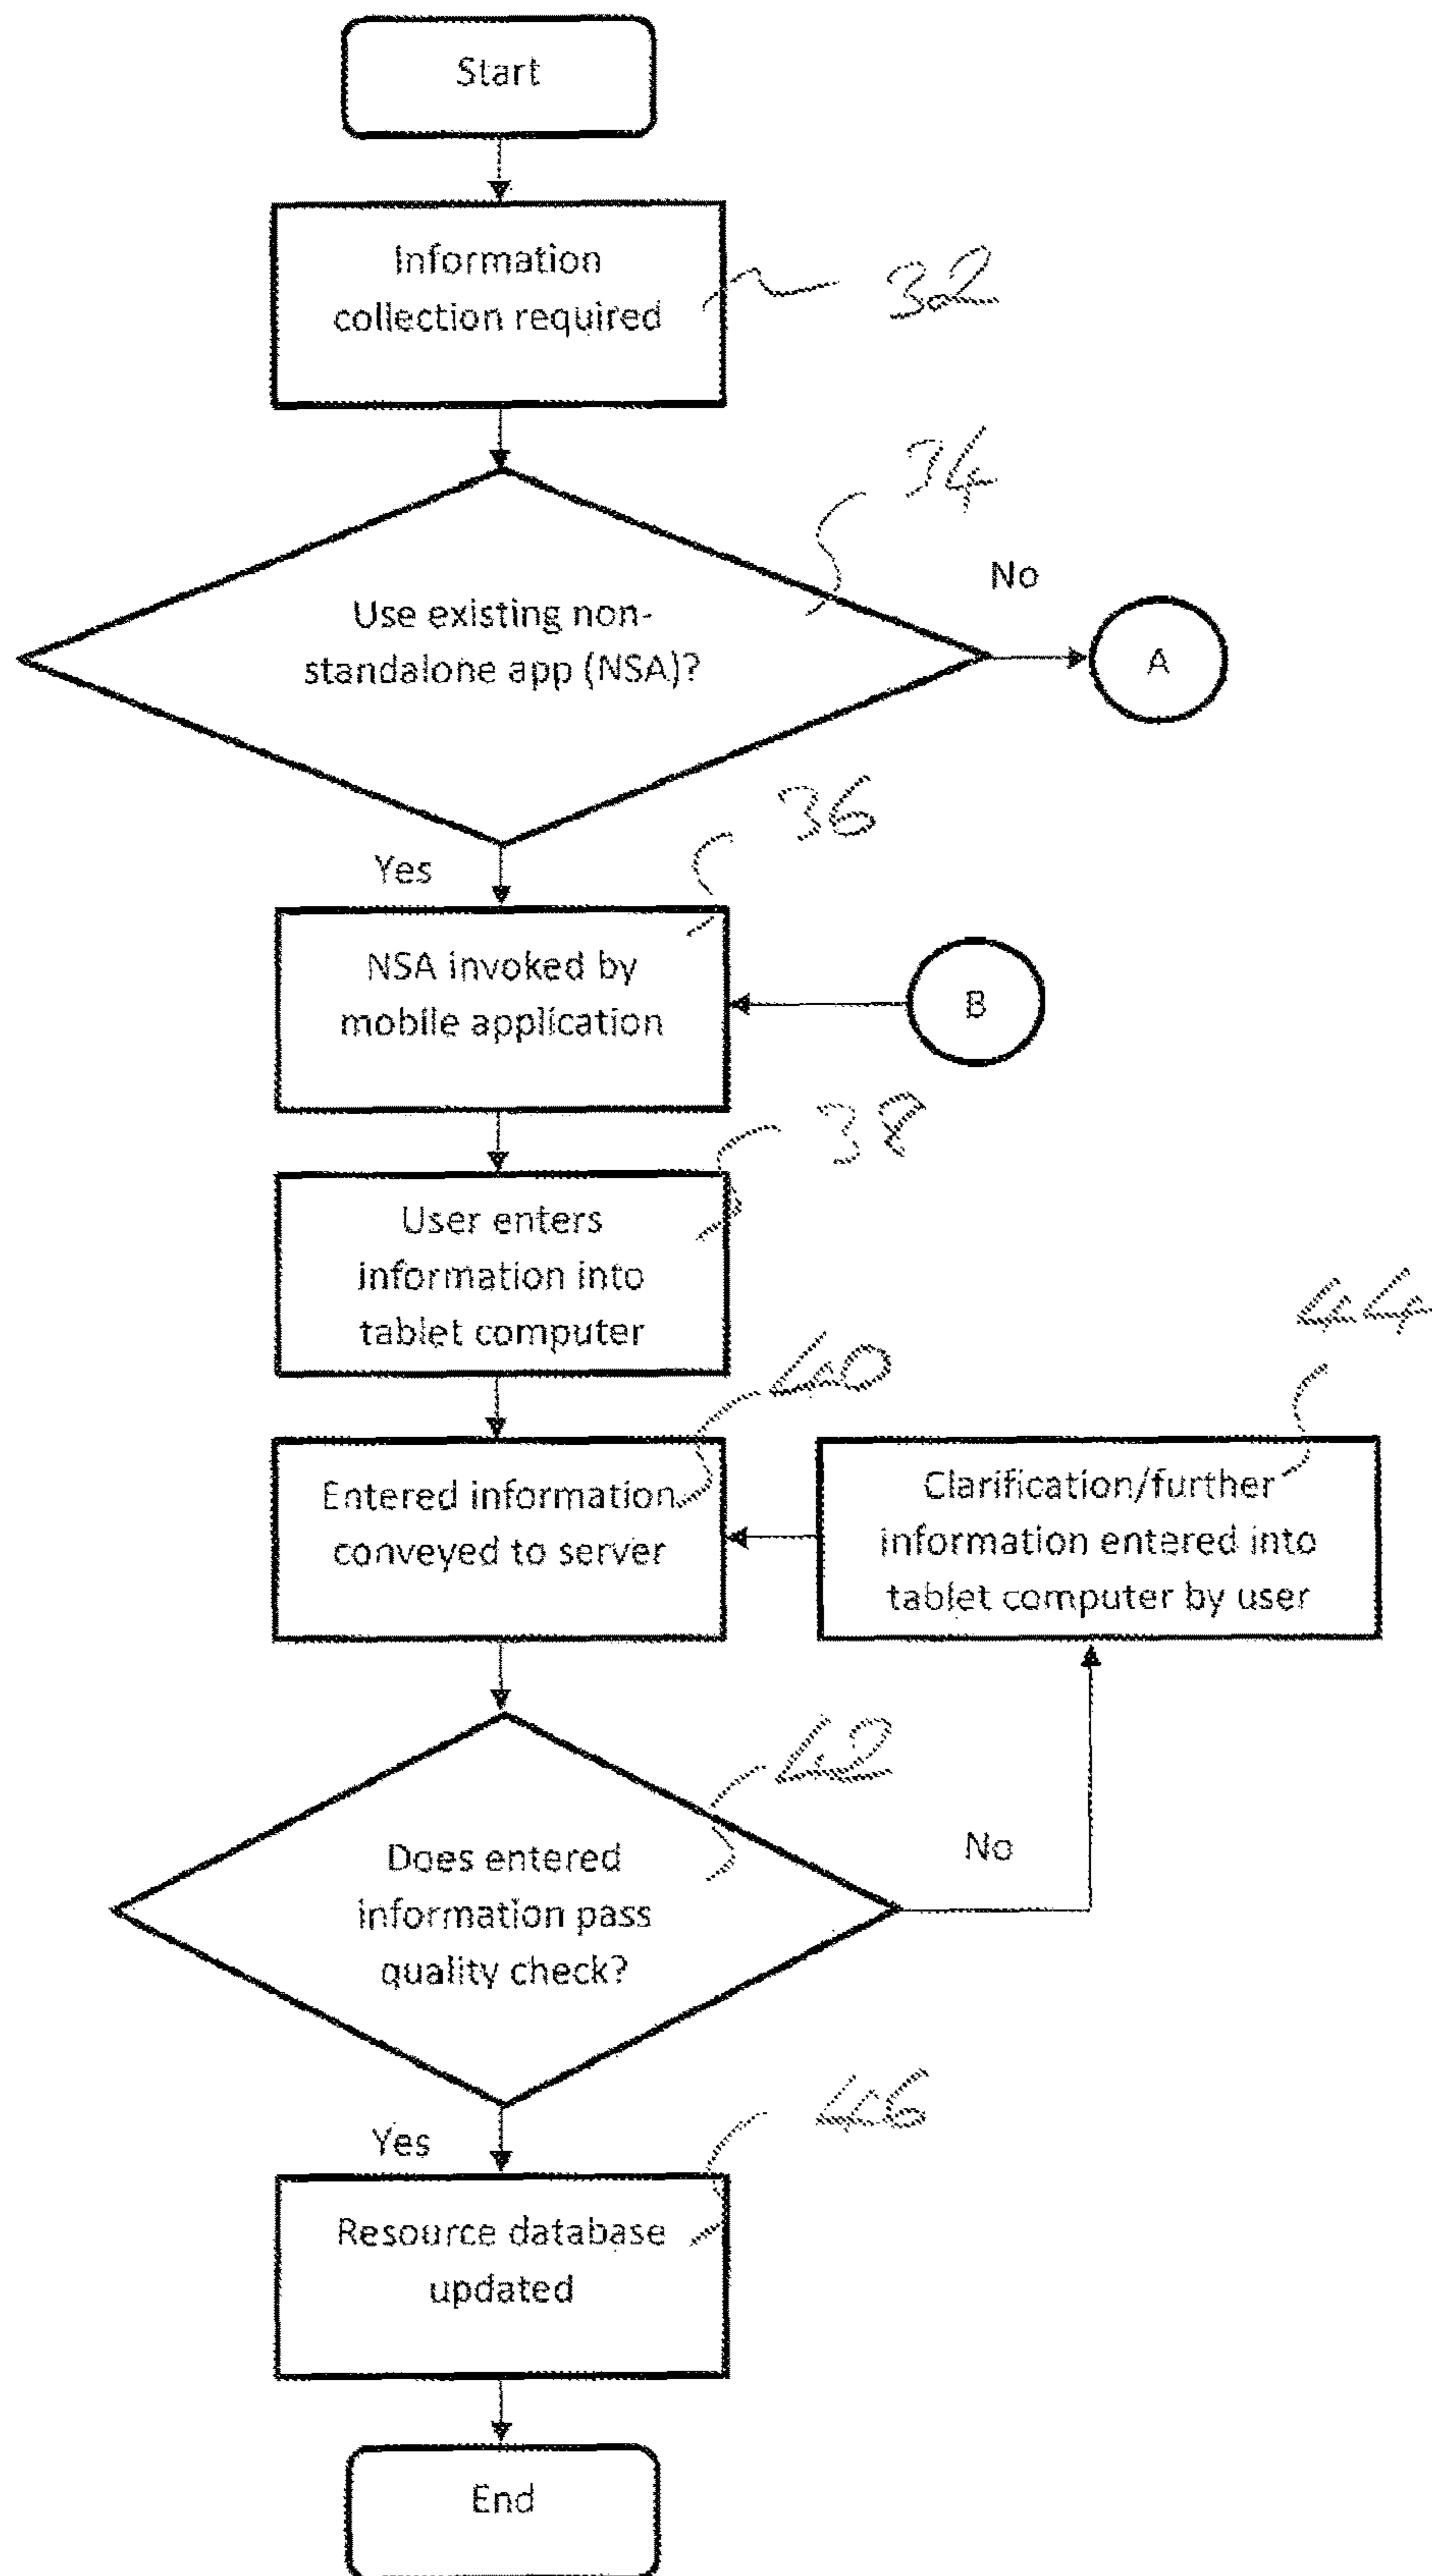 Start
Information
collection required
32
34
Use existing non-
standalone app (NSA)?
No
A
Yes
36
NSA invoked by
mobile application
B
38
User enters
information into
tablet computer
40
44
Entered information
conveyed to server
Clarification/further
information entered into
tablet computer by user
42
Does entered
information pass
quality check?
No
Yes
46
Resource database
updated
End